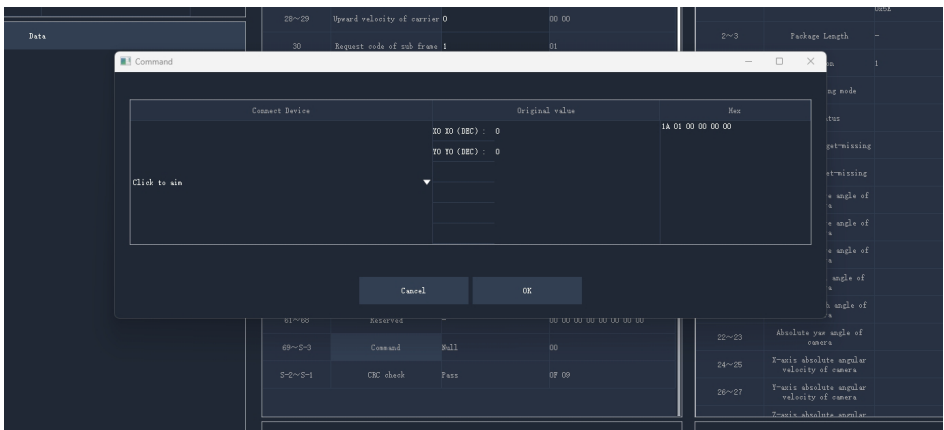 0x6X
28～29 Upward velocity of carrier 0 00 00
Data
30 Request code of sub frame 1 01
2～3 Package Length -
Command
1
ng mode
Connect Device Original value Hex
X0 X0 (DEC) : 0 1A 01 00 00 00 00
tus
Y0 Y0 (DEC) : 0
get-missing
et-missing
Click to aim
e angle of
a
e angle of
a
e angle of
a
angle of
a
Cancel OK
h angle of
a
61～68 Reserved - 00 00 00 00 00 00 00 00
22～23 Absolute yaw angle of
camera
69～S-3 Command Null 00
24～25 X-axis absolute angular
velocity of camera
S-2～S-1 CRC check Pass 0F 09
26～27 Y-axis absolute angular
velocity of camera
Z-axis absolute angular